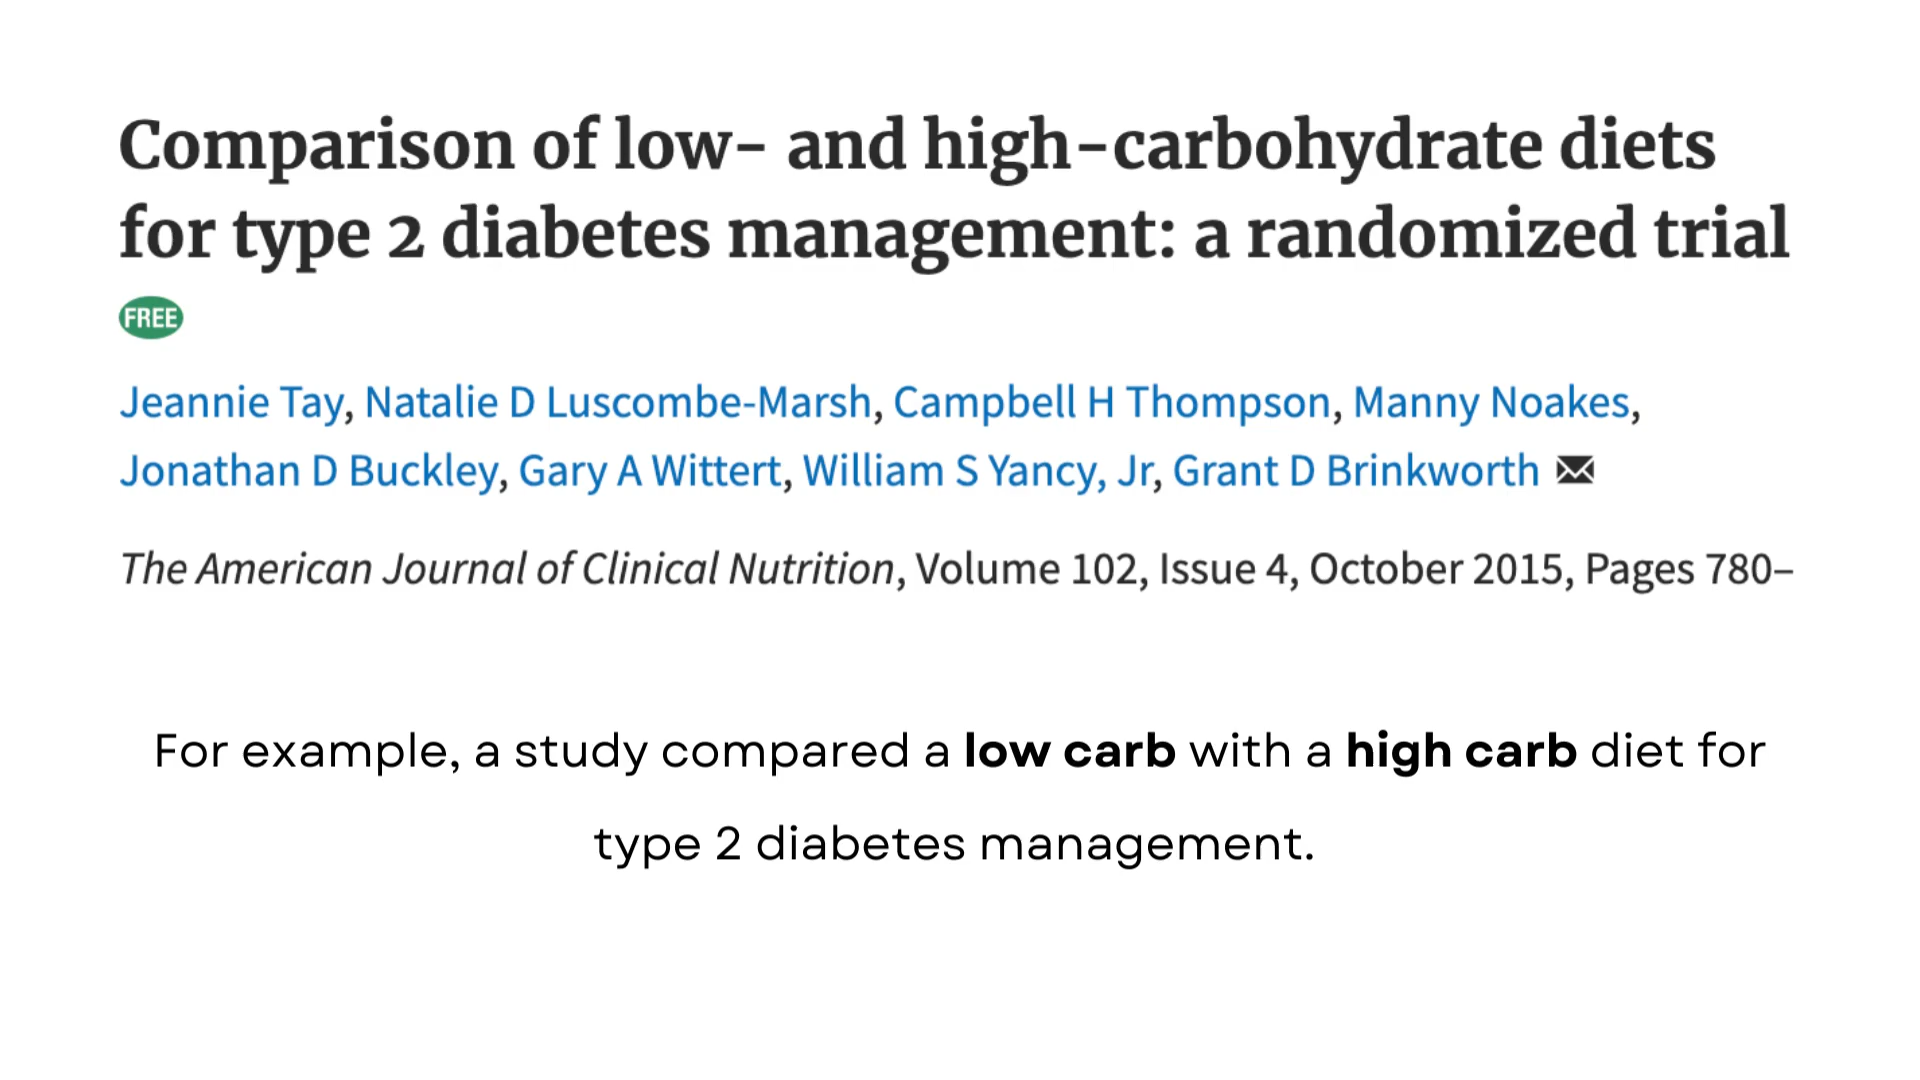 Comparison of low- and high-carbohydrate diets
for type 2 diabetes management: a randomized trial
FREE
Jeannie Tay, Natalie D Luscombe-Marsh, Campbell H Thompson, Manny Noakes,
Jonathan D Buckley, Gary A Wittert, William S Yancy, Jr, Grant D Brinkworth
The American Journal of Clinical Nutrition, Volume 102, Issue 4, October 2015, Pages 780–
For example, a study compared a low carb with a high carb diet for
type 2 diabetes management.